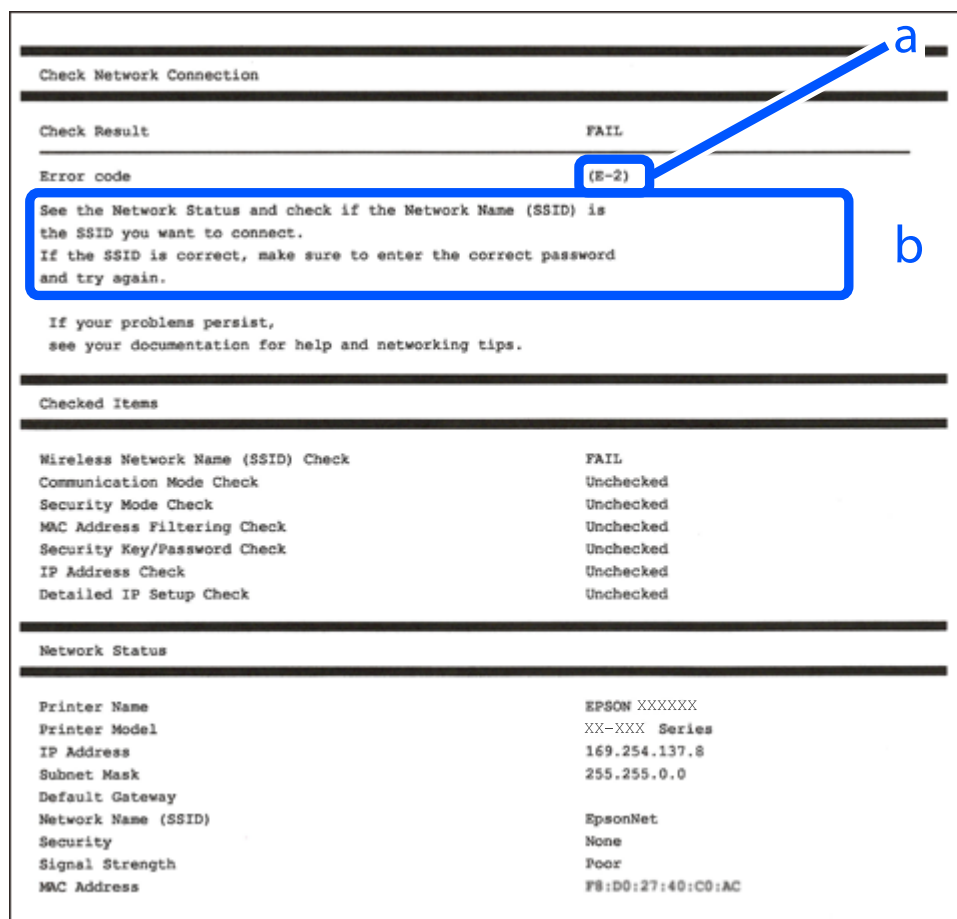 a
Check Network Connection
Check Result FAIL
Error code (E-2)
b
See the Network Status and check if the Network Name (SSID) is
the SSID you want to connect.
If the SSID is correct, make sure to enter the correct password
and try again.
If your problems persist,
see your documentation for help and networking tips.
Checked Items
Wireless Network Name (SSID) Check FAIL
Communication Mode Check Unchecked
Security Mode Check Unchecked
MAC Address Filtering Check Unchecked
Security Key/Password Check Unchecked
IP Address Check Unchecked
Detailed IP Setup Check Unchecked
Network Status
Printer Name EPSON XXXXXX
Printer Model XX-XXX Series
IP Address 169.254.137.8
Subnet Mask 255.255.0.0
Default Gateway
Network Name (SSID) EpsonNet
Security None
Signal Strength Poor
MAC Address F8:D0:27:40:C0:AC